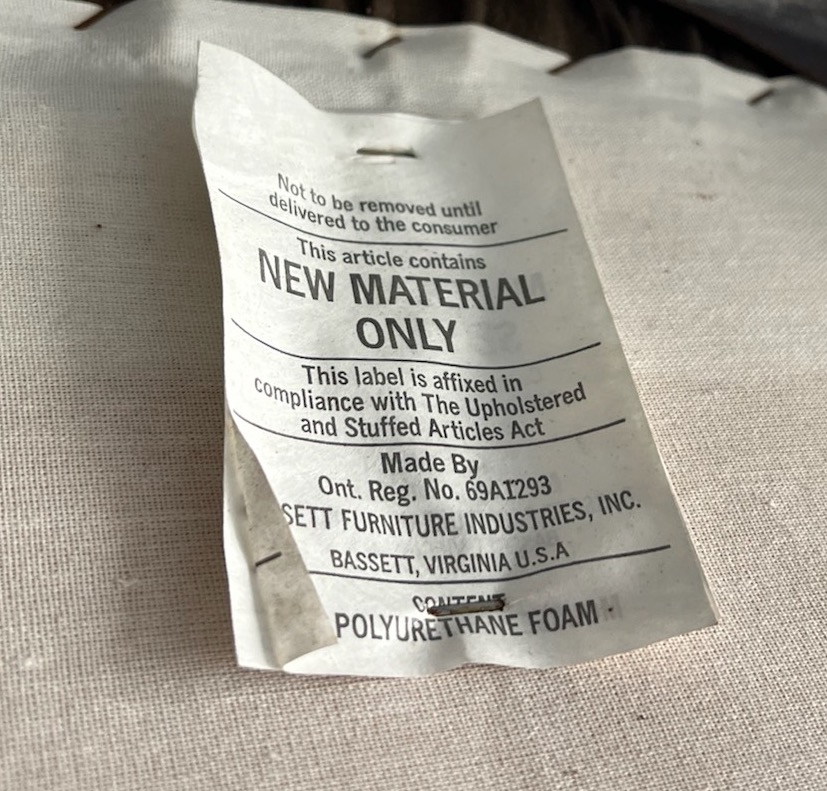 Not to be removed until
delivered to the consumer
This article contains
NEW MATERIAL
ONLY
This label is affixed in
compliance with The Upholstered
and Stuffed Articles Act
Made By
Ont. Reg. No. 69A1293
SETT FURNITURE INDUSTRIES, INC.
BASSETT, VIRGINIA U.S.A
CONTENT
POLYURETHANE FOAM